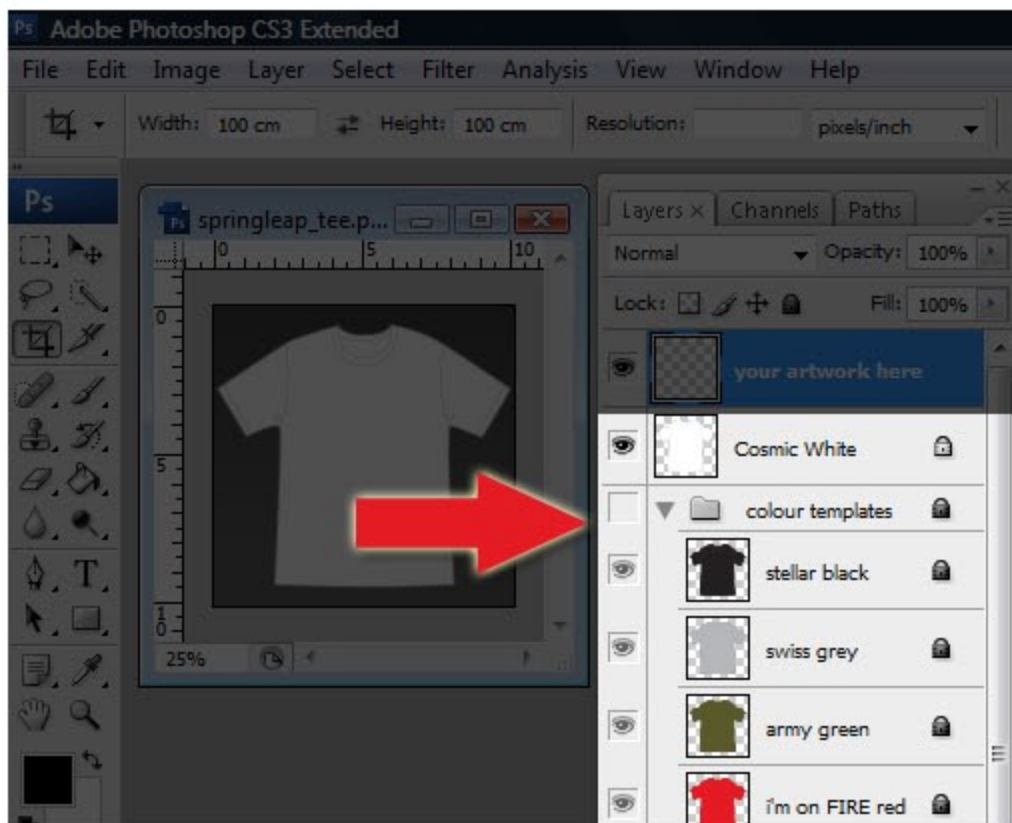 Ps Adobe Photoshop CS3 Extended
File Edit Image Layer Select Filter Analysis View Window Help
Width: 100 cm Height: 100 cm Resolution: pixels/inch
Ps
springleap_tee.p...
0 5 10
0
5
10
25%
Layers × Channels Paths
Normal Opacity: 100%
Lock: Fill: 100%
your artwork here
Cosmic White
colour templates
stellar black
swiss grey
army green
i'm on FIRE red